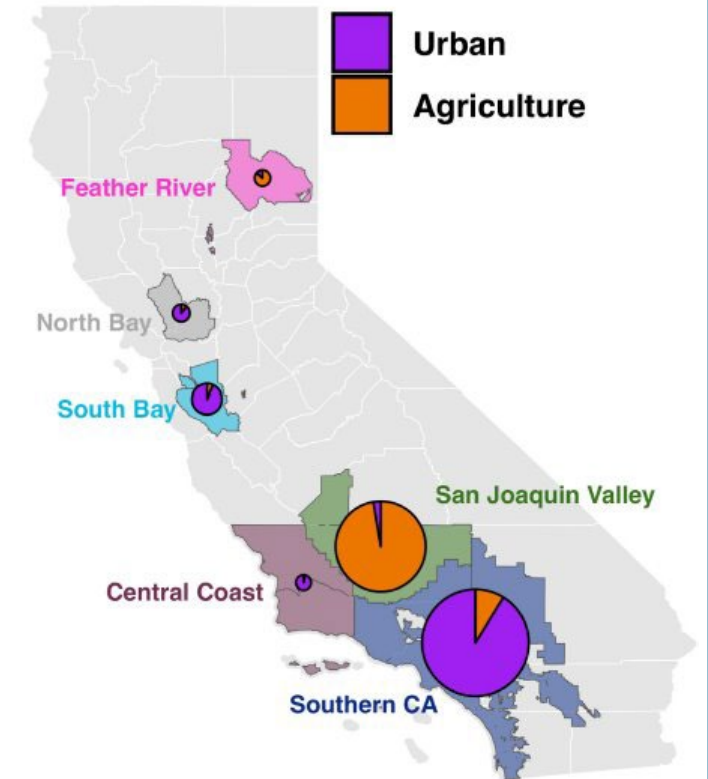 Urban
Agriculture
Feather River
North Bay
South Bay
San Joaquin Valley
Central Coast
Southern CA